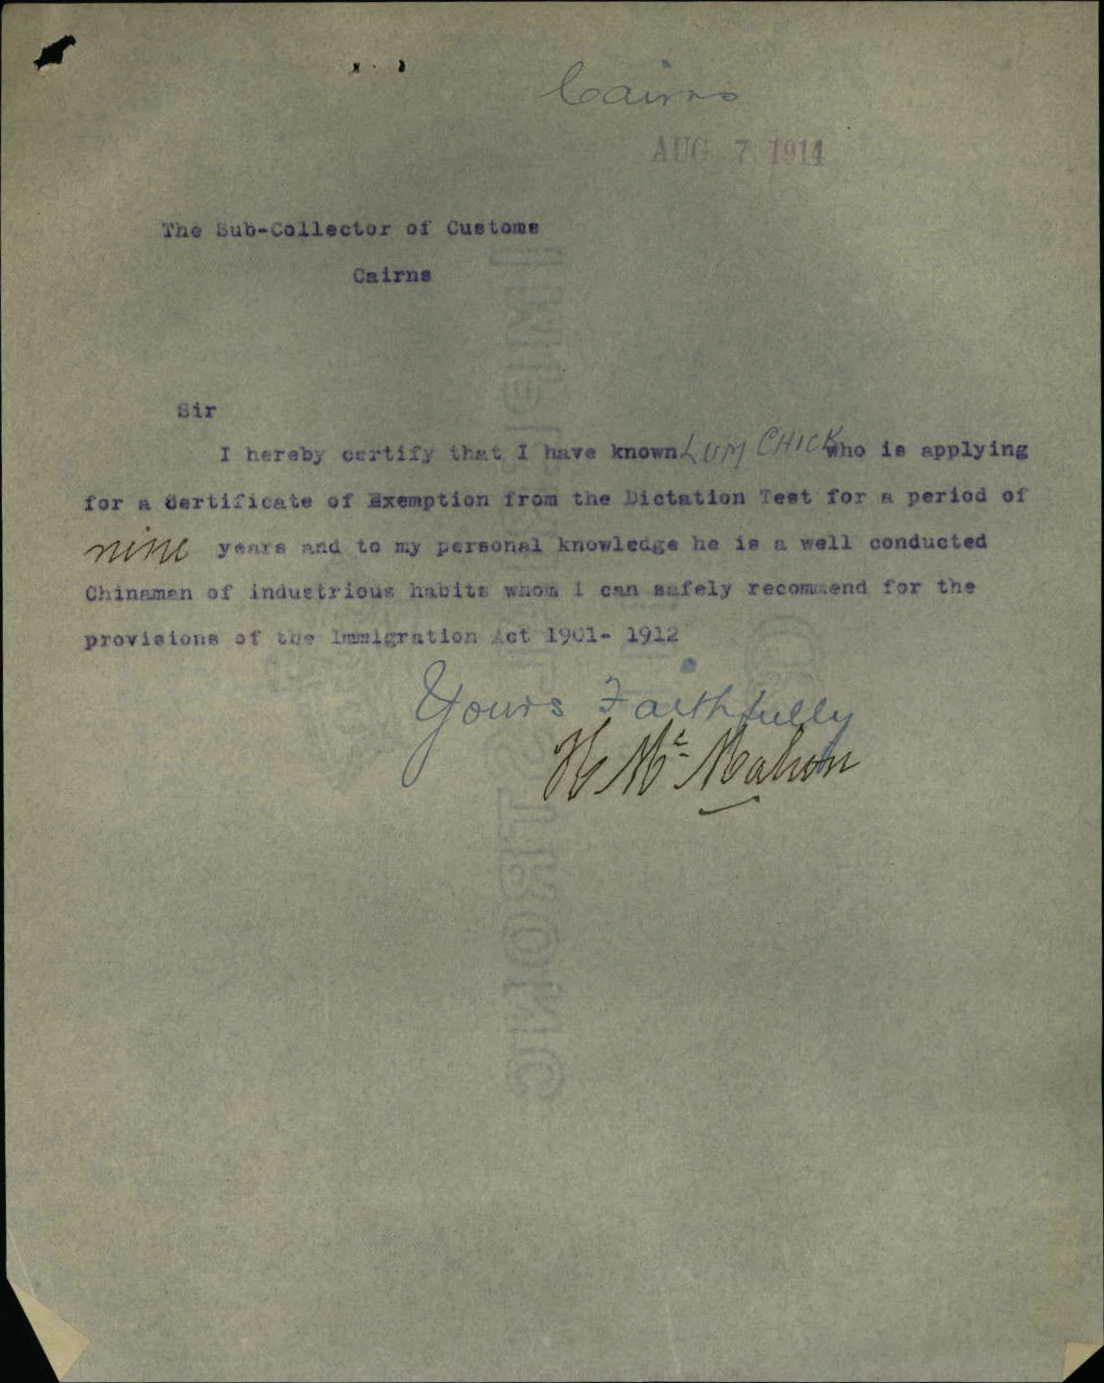 Cairns
AUG 7 1914
The Sub-Collector of Customs
Cairns
Sir
I hereby certify that I have known LUM CHICK who is applying
for a Certificate of Exemption from the Dictation Test for a period of
nine years and to my personal knowledge he is a well conducted
Chinaman of industrious habits whom I can safely recommend for the
provisions of the Immigration Act 1901- 1912
Yours Faithfully
H McMahon